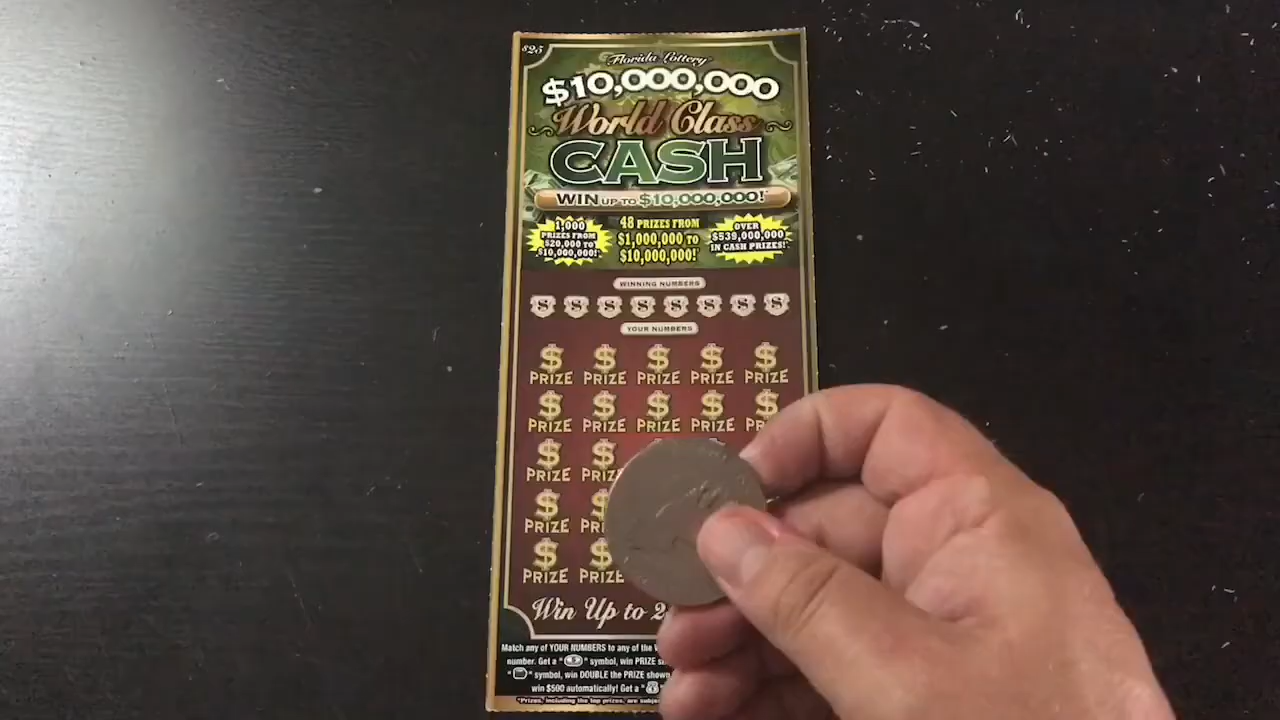 $25
Florida Lottery
$10,000,000
World Class
CASH
WIN UP TO $10,000,000!*
1,000 PRIZES FROM $20,000 TO $10,000,000!*
48 PRIZES FROM $1,000,000 TO $10,000,000!*
OVER $539,000,000 IN CASH PRIZES!*
WINNING NUMBERS
$ $ $ $ $ $ $ $
YOUR NUMBERS
$ $ $ $ $
PRIZE PRIZE PRIZE PRIZE PRIZE
$ $ $ $ $
PRIZE PRIZE PRIZE PRIZE
$ $
PRIZE
$ $
PRIZE
$ $
PRIZE PRIZE
Win Up to 2
Match any of YOUR NUMBERS to any of the
number. Get a " " symbol, win PRIZE
" " symbol, win DOUBLE the PRIZE shown
win $500 automatically! Get a "
*Prizes, including the top prizes, are